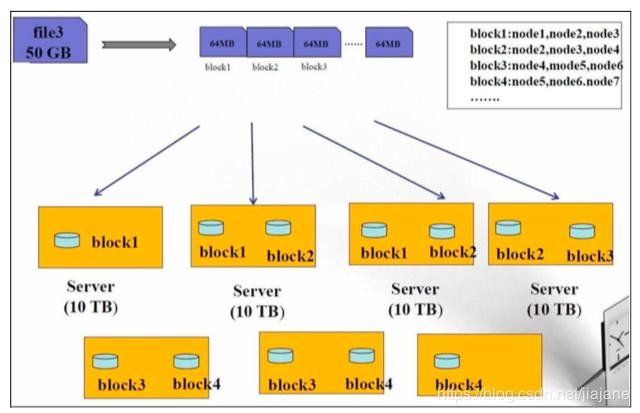 file3
50 GB
64MB 64MB 64MB ...... 64MB
block1 block2 block3
block1:node1,node2,node3
block2:node2,node3,node4
block3:node4,mode5,node6
block4:node5,node6.node7
.......
block1
block1 block2
block1 block2
block2 block3
Server
(10 TB)
Server
(10 TB)
Server
(10 TB)
Server
(10 TB)
block3 block4
block3 block4
block4
https://blog.csdn.net/jiajane